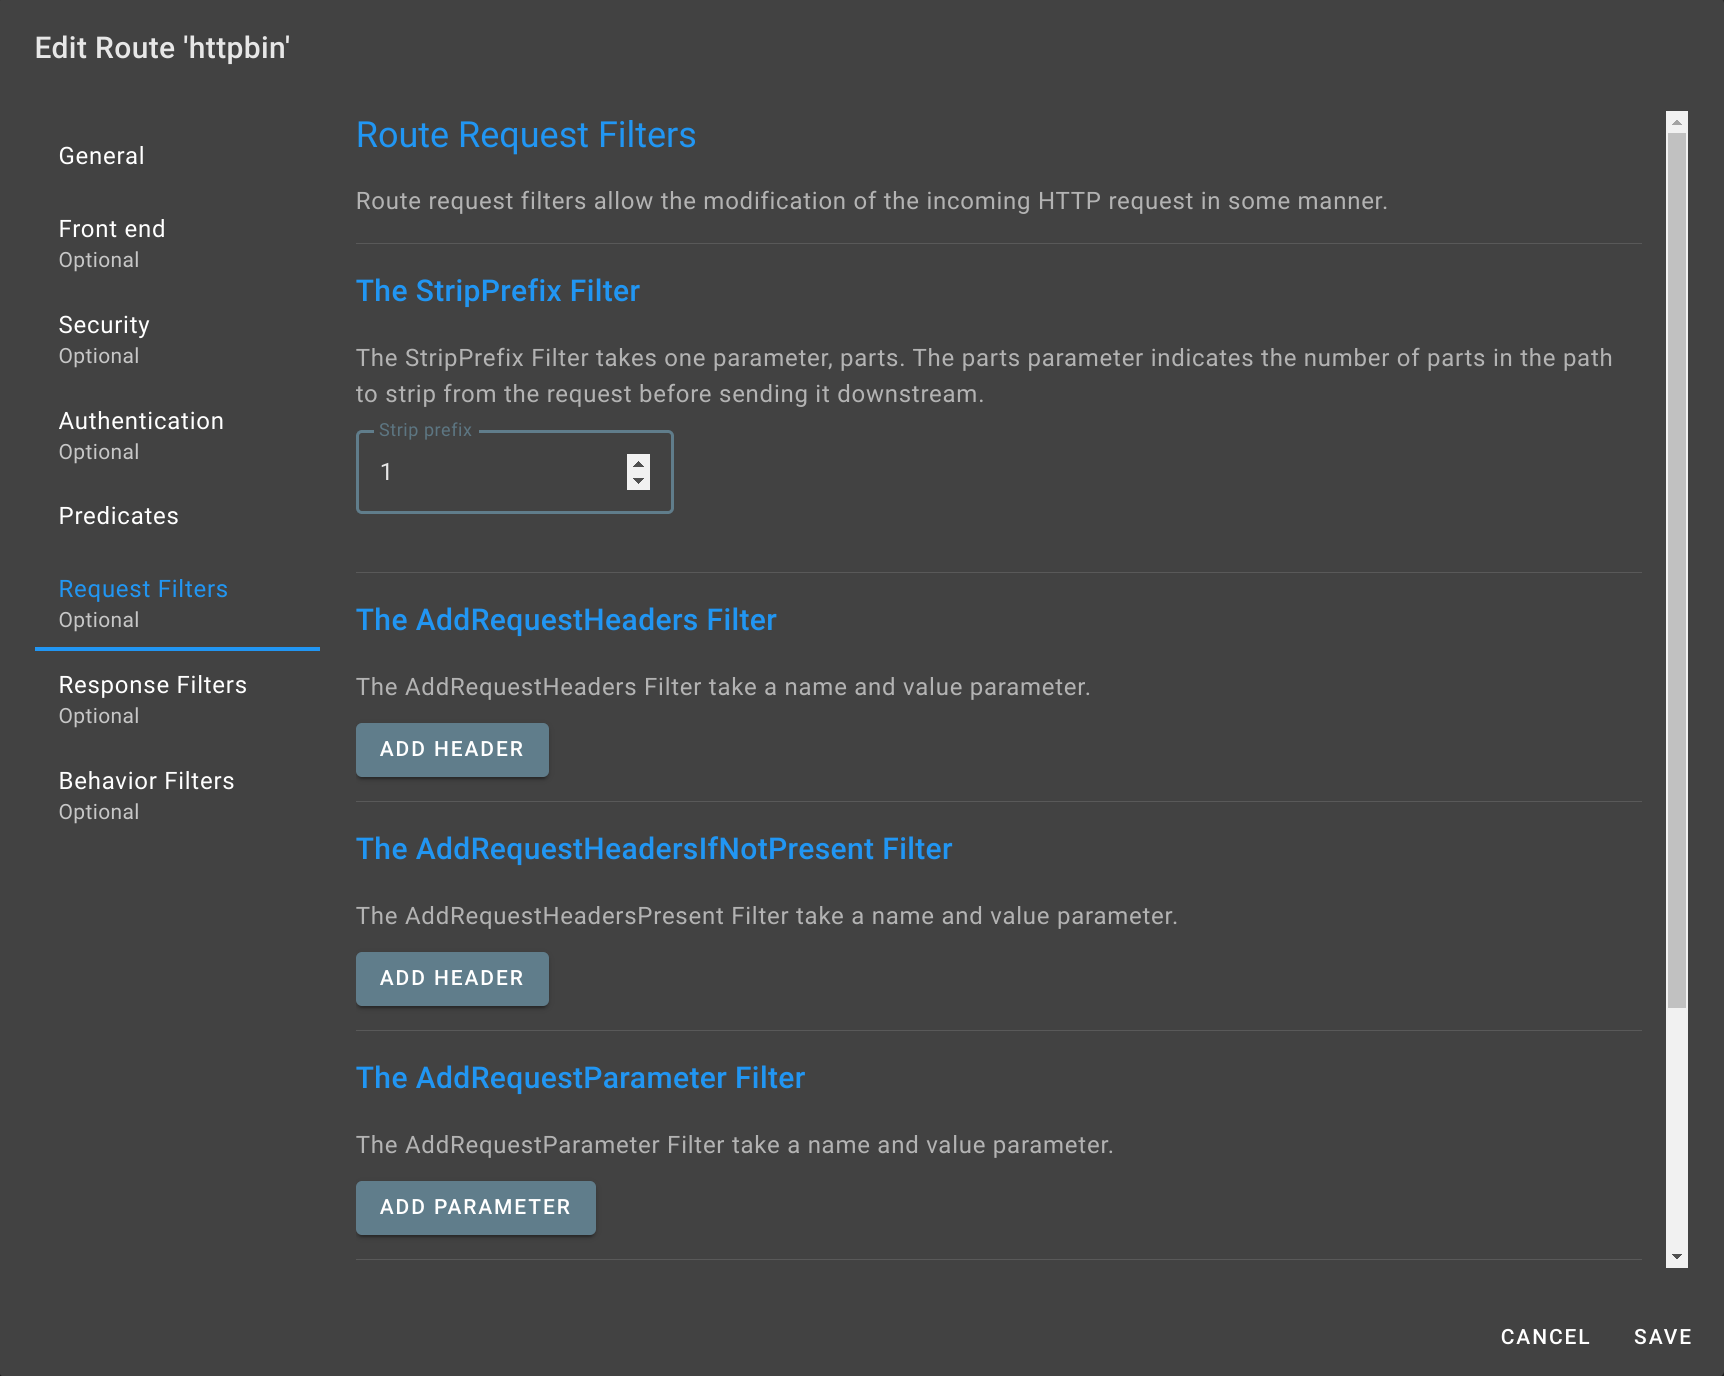 Edit Route 'httpbin'
General
Front end
Optional
Security
Optional
Authentication
Optional
Predicates
Request Filters
Optional
Response Filters
Optional
Behavior Filters
Optional
Route Request Filters
Route request filters allow the modification of the incoming HTTP request in some manner.
The StripPrefix Filter
The StripPrefix Filter takes one parameter, parts. The parts parameter indicates the number of parts in the path
to strip from the request before sending it downstream.
Strip prefix
1
The AddRequestHeaders Filter
The AddRequestHeaders Filter take a name and value parameter.
ADD HEADER
The AddRequestHeadersIfNotPresent Filter
The AddRequestHeadersPresent Filter take a name and value parameter.
ADD HEADER
The AddRequestParameter Filter
The AddRequestParameter Filter take a name and value parameter.
ADD PARAMETER
CANCEL
SAVE